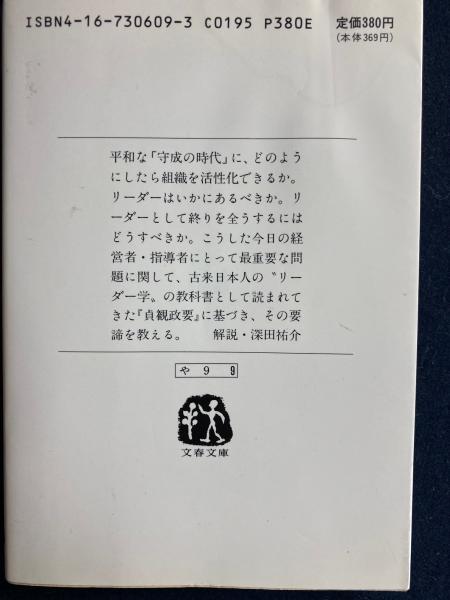 ISBN4-16-730609-3 C0195 P380E 定価380円
(本体369円)
平和な「守成の時代」に、どのよう
にしたら組織を活性化できるか。
リーダーはいかにあるべきか。リ
ーダーとして終りを全うするには
どうすべきか。こうした今日の経
営者・指導者にとって最重要な問
題に関して、古来日本人の〝リー
ダー学〟の教科書として読まれて
きた『貞観政要』に基づき、その要
諦を教える。 解説・深田祐介
や 9 9
文春文庫